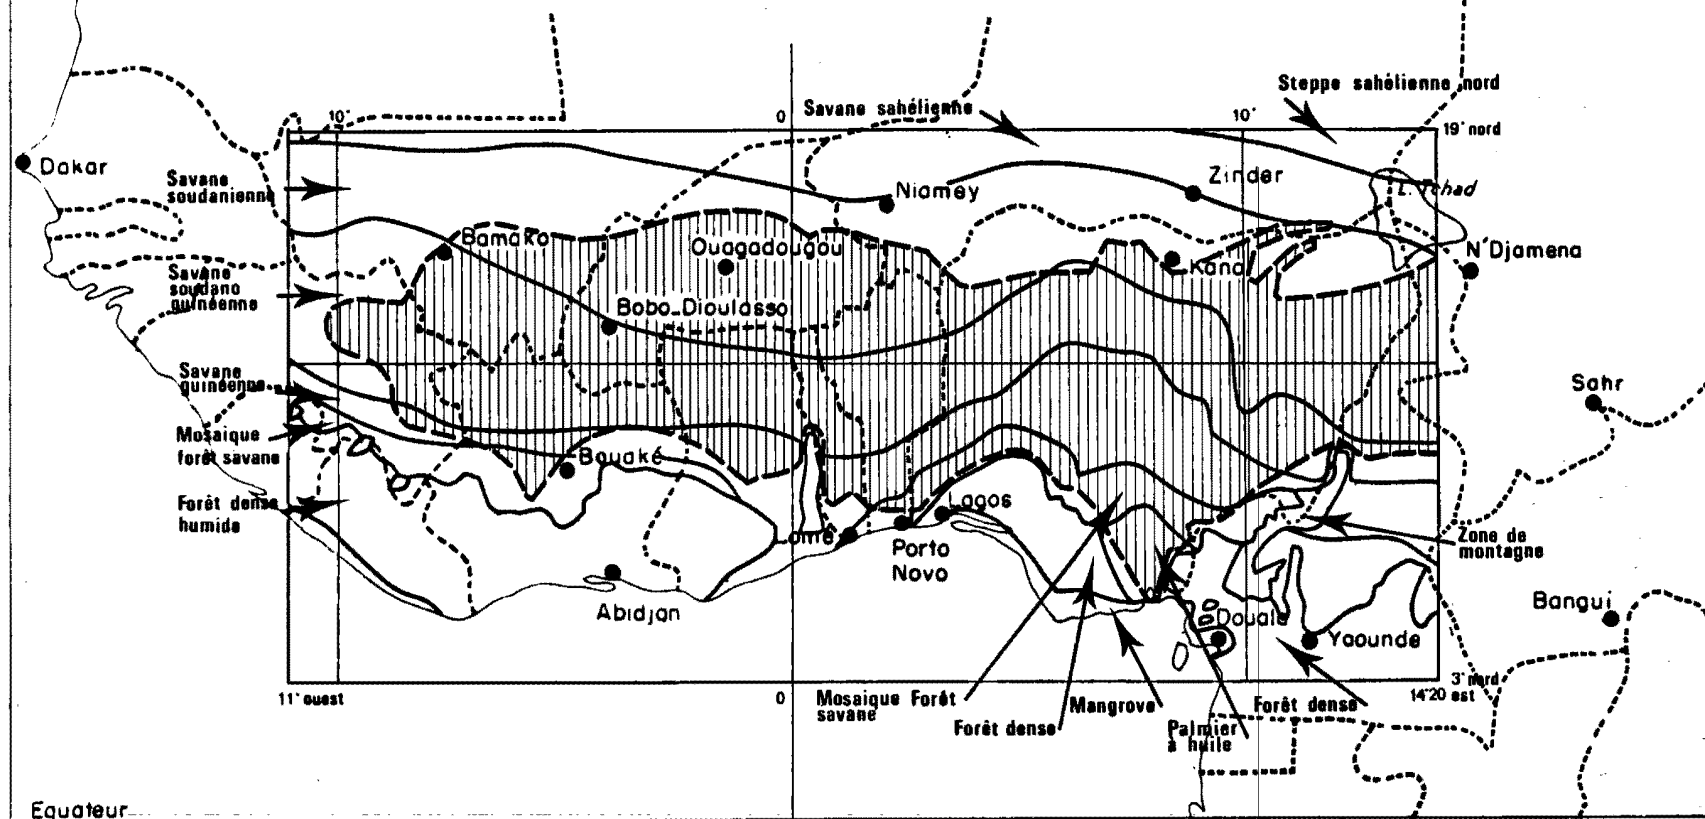 Steppe sahélienne nord
Savane sahélienne
10°
0
10°
19° nord
Dakar
Savane
soudanienne
Niamey
Zinder
L. Tchad
Bamako
Ouagadougou
Kano
N'Djamena
Savane
soudano
guinéenne
Bobo_Dioulasso
Savane
guinéenne
Sahr
Mosaique
forêt savane
Bouaké
Forêt dense
humide
Lagos
Lomé
Porto
Novo
Zone de
montagne
Abidjan
Douala
Yaounde
Bangui
11° ouest
0
3° nord
14°20 est
Mosaique Forêt
savane
Mangrove
Forêt dense
Forêt dense
Palmier
à huile
Equateur